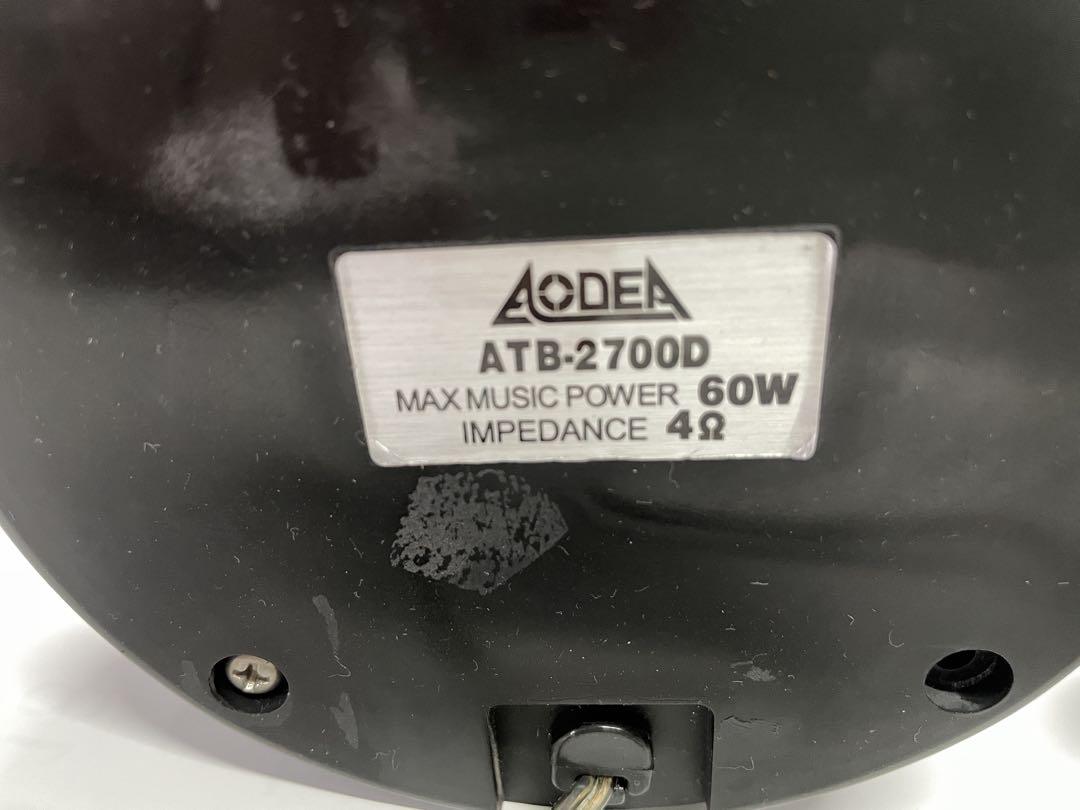 AODEA
ATB-2700D
MAX MUSIC POWER 60W
IMPEDANCE 4Ω